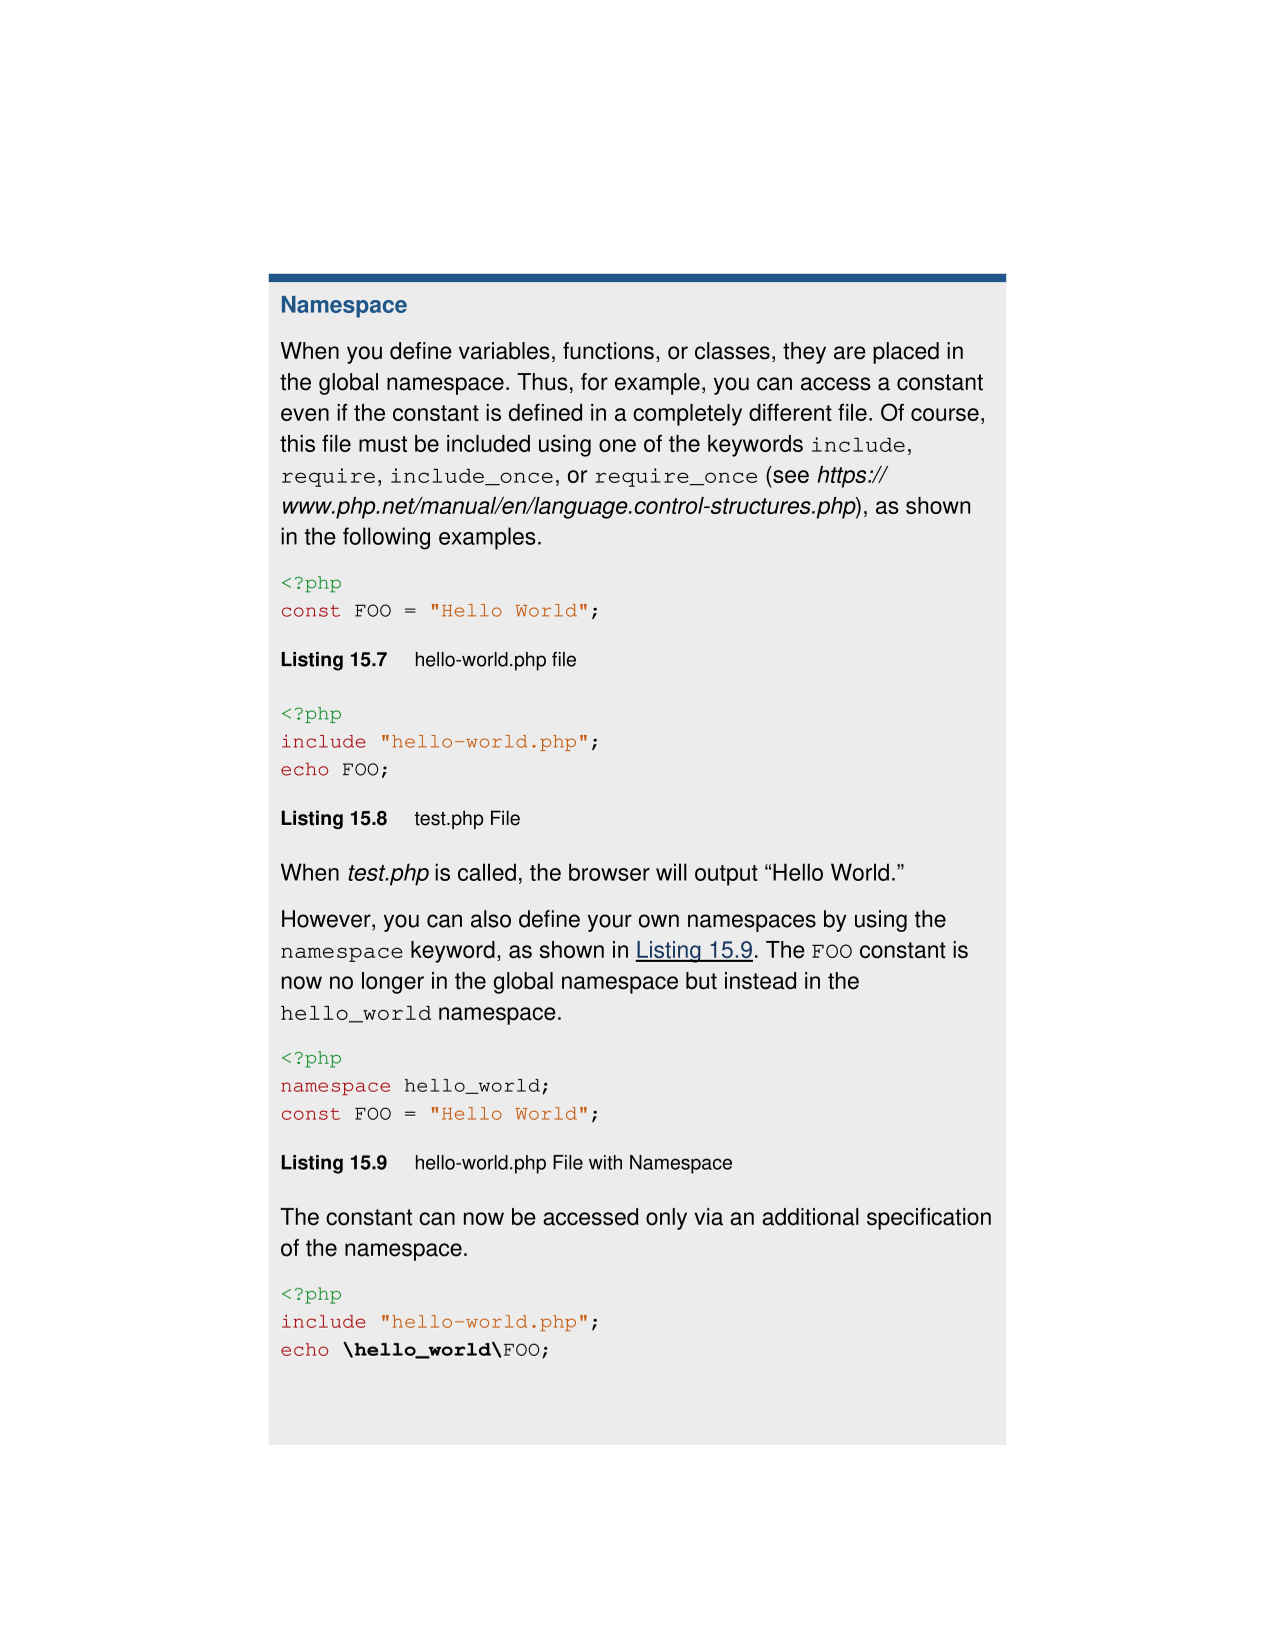 Namespace
When you define variables, functions, or classes, they are placed in
the global namespace. Thus, for example, you can access a constant
even if the constant is defined in a completely different file. Of course,
this file must be included using one of the keywords include,
require, include_once, or require_once (see https://
www.php.net/manual/en/language.control-structures.php), as shown
in the following examples.
<?php
const FOO = "Hello World";
Listing 15.7 hello-world.php file
<?php
include "hello-world.php";
echo FOO;
Listing 15.8 test.php File
When test.php is called, the browser will output “Hello World.”
However, you can also define your own namespaces by using the
namespace keyword, as shown in Listing 15.9. The FOO constant is
now no longer in the global namespace but instead in the
hello_world namespace.
<?php
namespace hello_world;
const FOO = "Hello World";
Listing 15.9 hello-world.php File with Namespace
The constant can now be accessed only via an additional specification
of the namespace.
<?php
include "hello-world.php";
echo \hello_world\FOO;